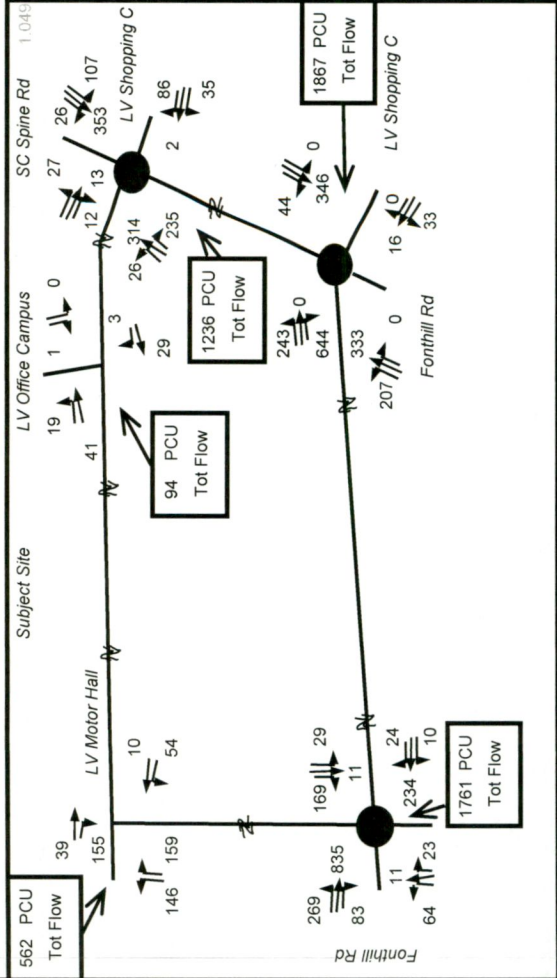 Subject Site
LV Office Campus
SC Spine Rd
1.049
562 PCU
Tot Flow
39
155
LV Motor Hall
10
54
146
159
19
41
1
0
3
29
94 PCU
Tot Flow
27
13
12
26
353
107
LV Shopping C
86
35
2
314
26
235
1236 PCU
Tot Flow
1867 PCU
Tot Flow
44
346
0
LV Shopping C
243
0
644
333
207
0
16
0
33
Fonthill Rd
169
29
11
24
234
10
269
835
83
11
64
23
Fonthill Rd
1761 PCU
Tot Flow